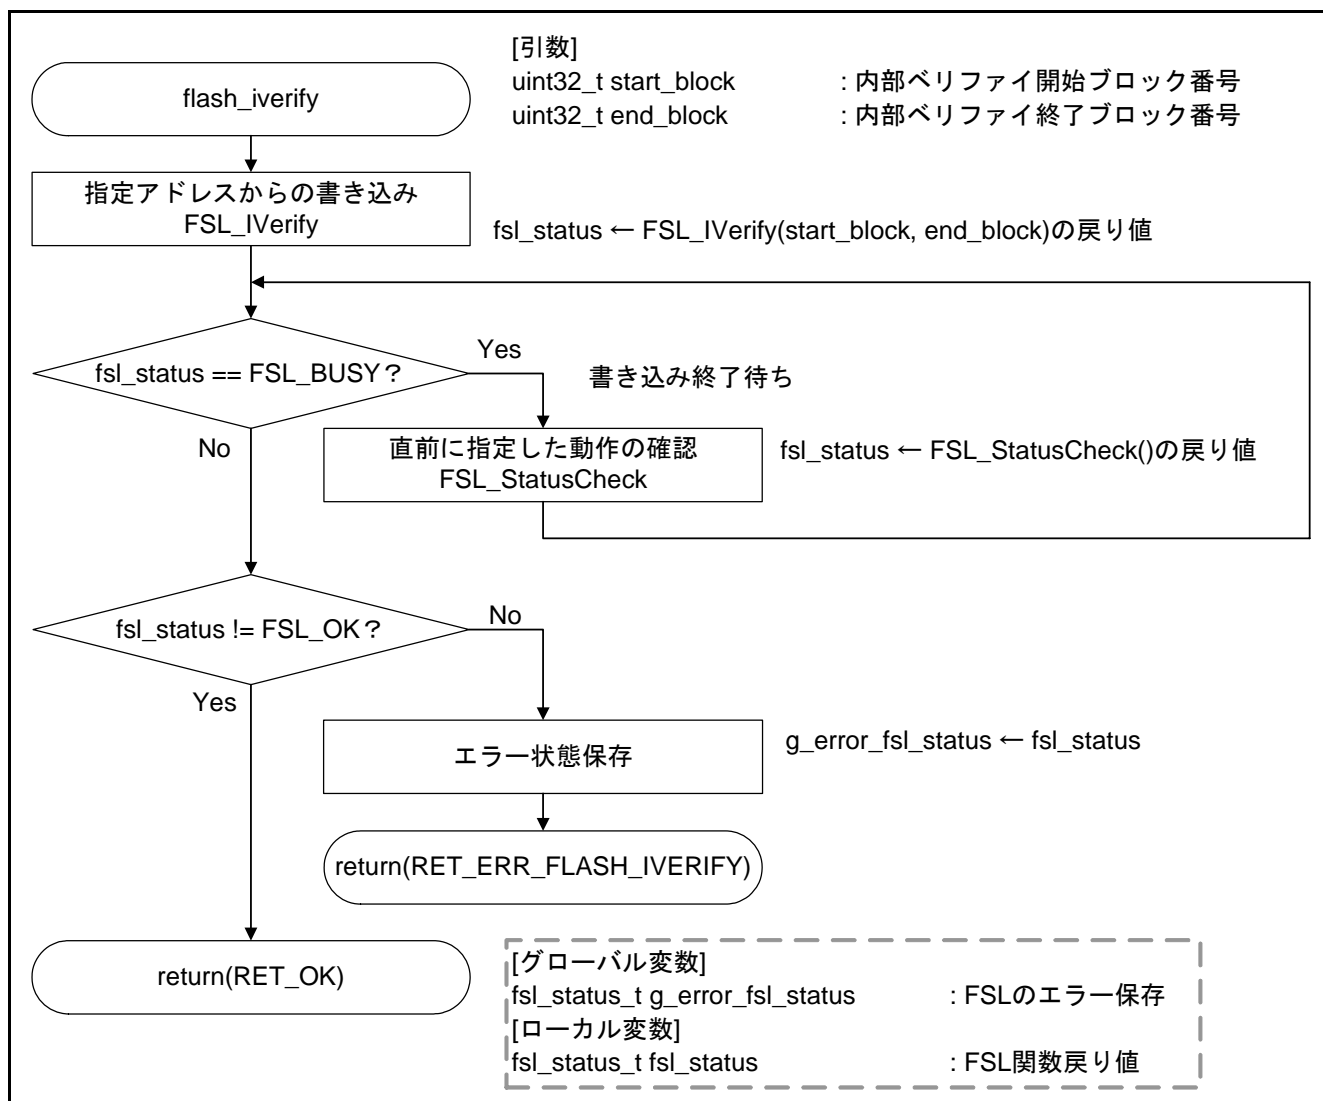 [引数]
flash_iverify
uint32_t start_block : 内部ベリファイ開始ブロック番号
uint32_t end_block : 内部ベリファイ終了ブロック番号
指定アドレスからの書き込み
FSL_IVerify
fsl_status ← FSL_IVerify(start_block, end_block)の戻り値
fsl_status == FSL_BUSY？
Yes
書き込み終了待ち
No
直前に指定した動作の確認
FSL_StatusCheck
fsl_status ← FSL_StatusCheck()の戻り値
fsl_status != FSL_OK？
No
Yes
エラー状態保存
g_error_fsl_status ← fsl_status
return(RET_ERR_FLASH_IVERIFY)
return(RET_OK)
[グローバル変数]
fsl_status_t g_error_fsl_status : FSLのエラー保存
[ローカル変数]
fsl_status_t fsl_status : FSL関数戻り値